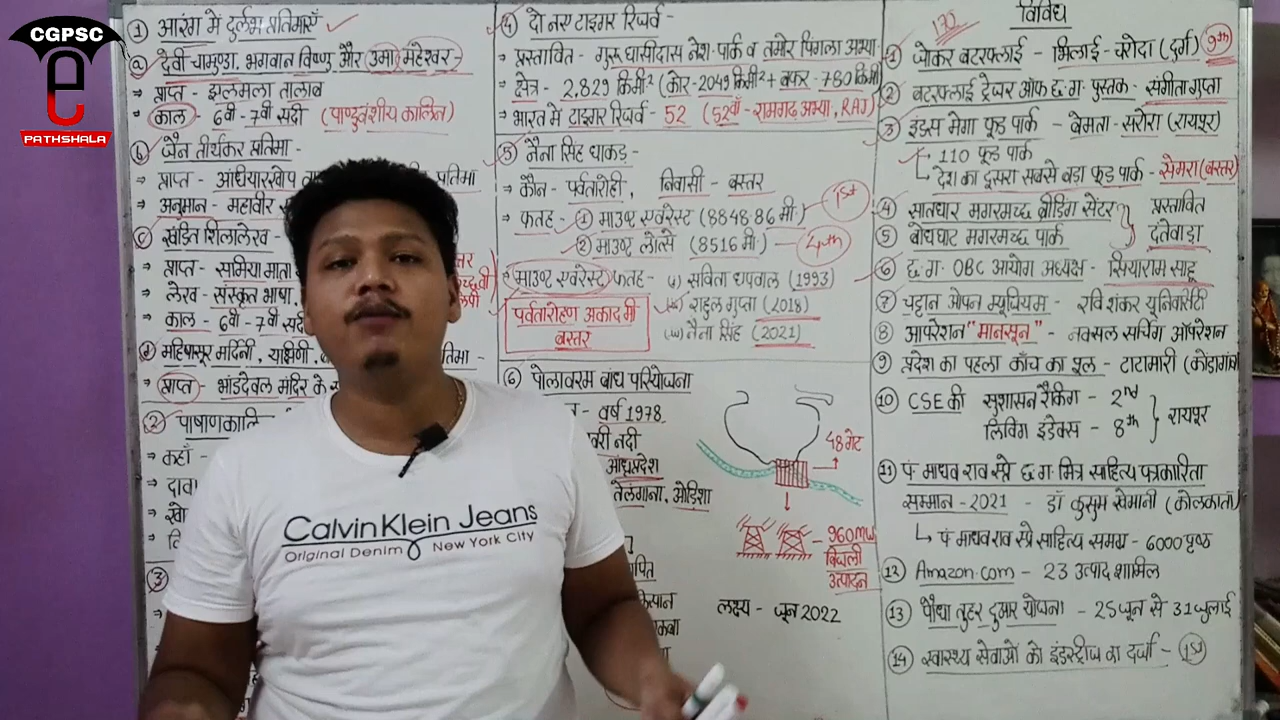 CGPSC
e
PATHSHALA
① आरंग में दुर्लभ प्रतिमाएँ
ⓐ देवी चामुण्डा, भगवान विष्णु और उमा महेश्वर -
→ प्राप्त - झलमला तालाब
काल - 6वी - 7वी सदी (पाण्डुवंशीय कालिन)
ⓑ जैन तीर्थंकर प्रतिमा -
→ प्राप्त - अंधियारखोप प्रतिमा
→ अनुमान - महावीर
ⓒ खंडित शिलालेख -
→ प्राप्त - सामिया माता
→ लेख - संस्कृत भाषा,
→ काल - 6वी - 7वी सदी
ⓓ महिषासूर मर्दिनी, यक्षिणी,
→ प्राप्त - भांडदेवल मंदिर के
② पाषाणकालि
→ कहाँ -
→ दावा
③
④ दो नए टाइगर रिजर्व -
→ प्रस्तावित - गुरू घासीदास नेश. पार्क व तमोर पिंगला अभ्या.
→ क्षेत्र - 2,829 किमी² (कोर - 2049 किमी² + बफर - 780 किमी²
→ भारत में टाइगर रिजर्व - 52 (52वाँ - रामगढ़ अभ्या, RAJ)
⑤ नैना सिंह धाकड़ -
→ कौन - पर्वतारोही, निवासी - बस्तर
→ फतह - ① माउण्ट एवरेस्ट (8848.86 मी.) 1st
② माउण्ट लोत्से (8516 मी.) - 4th
माउण्ट एवरेस्ट फतह - (i) सविता धपवाल (1993)
(ii) राहुल गुप्ता (2018)
(iii) नैना सिंह (2021)
पर्वतारोहण अकादमी
बस्तर
⑥ पोलावरम बांध परियोजना
- वर्ष 1978
वरी नदी
आंध्रप्रदेश
तेलंगाना, ओड़िशा
48 गेट
960 MW
बिजली
उत्पादन
लक्ष्य - जून 2022
विविध
① जोकर बटरफ्लाई - भिलाई - चरोदा (दुर्ग) 9th
② बटरफ्लाई ट्रेजर ऑफ छ.ग. पुस्तक - संगीता गुप्ता
③ इंडस मेगा फूड पार्क - बेमता - सरोरा (रायपूर)
110 फूड पार्क
देश का दूसरा सबसे बडा फूड पार्क - सेमरा (बस्तर)
④ सातधार मगरमच्छ ब्रीडिंग सेंटर प्रस्तावित
⑤ बोधघाट मगरमच्छ पार्क दंतेवाड़ा
⑥ छ.ग. OBC आयोग अध्यक्ष - सियाराम साहू
⑦ चट्टान ओपन म्यूचियम - रवि शंकर यूनिवर्सिटी
⑧ आपरेशन "मानसून" - नक्सल सर्चिंग ऑपरेशन
⑨ प्रदेश का पहला काँच का पूल - टाटामारी (कोंडागांव)
⑩ CSE की सुशासन रैंकिग - 2nd
लिविंग इंडेक्स - 8th रायपूर
⑪ पं. माधव राव सप्रे छ.ग. मित्र साहित्य पत्रकारिता
सम्मान - 2021 - डॉ कुसुम खेमानी (कोलकाता)
पं. माधव राव सप्रे साहित्य समग्र - 6000 पृष्ठ
⑫ Amazon.com - 23 उत्पाद शामिल
⑬ पौधा तुंहर दुआर योजना - 25 जून से 31 जुलाई
⑭ स्वास्थ्य सेवाओं को इंडस्ट्रीज का दर्जा - 1st
Calvin Klein Jeans
Original Denim New York City